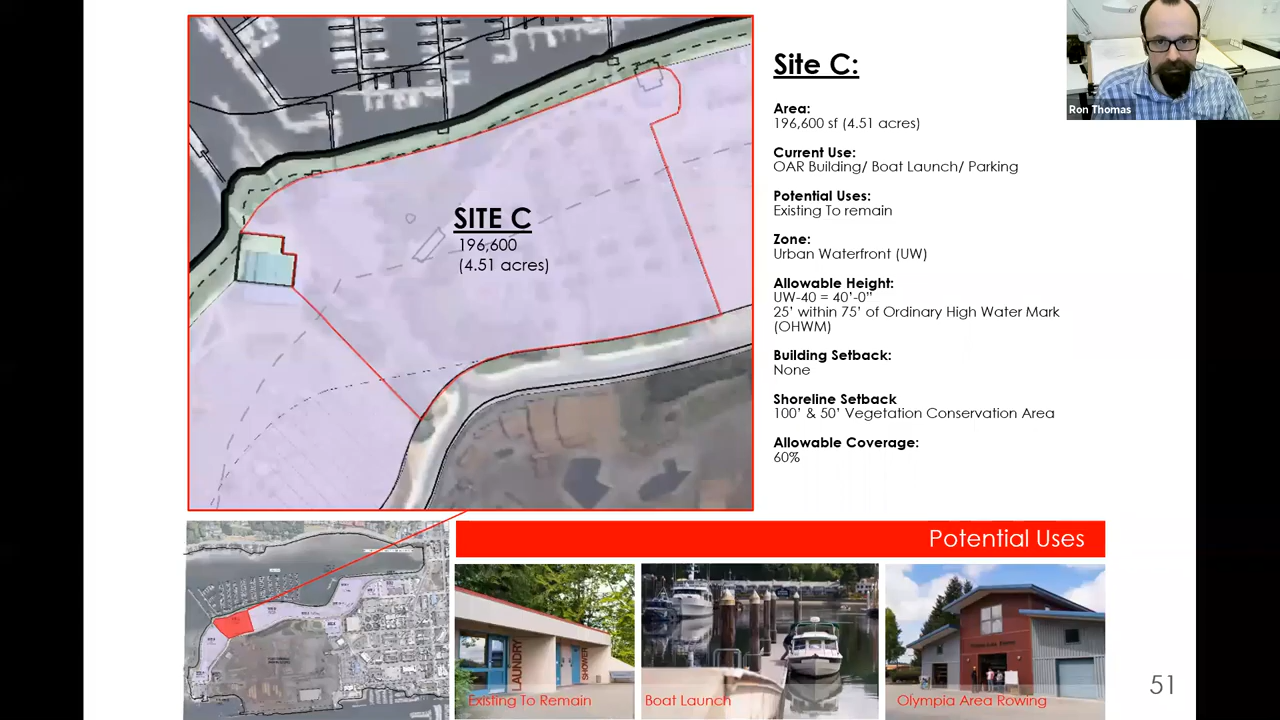 Site C:
Ron Thomas
Area:
196,600 sf (4.51 acres)
Current Use:
OAR Building/ Boat Launch/ Parking
Potential Uses:
Existing To remain
Zone:
Urban Waterfront (UW)
Allowable Height:
UW-40 = 40'-0"
25' within 75' of Ordinary High Water Mark
(OHWM)
Building Setback:
None
Shoreline Setback
100' & 50' Vegetation Conservation Area
Allowable Coverage:
60%
SITE C
196,600
(4.51 acres)
Potential Uses
LAUNDRY
SHOWER
Existing To Remain
Boat Launch
Olympia Area Rowing
51